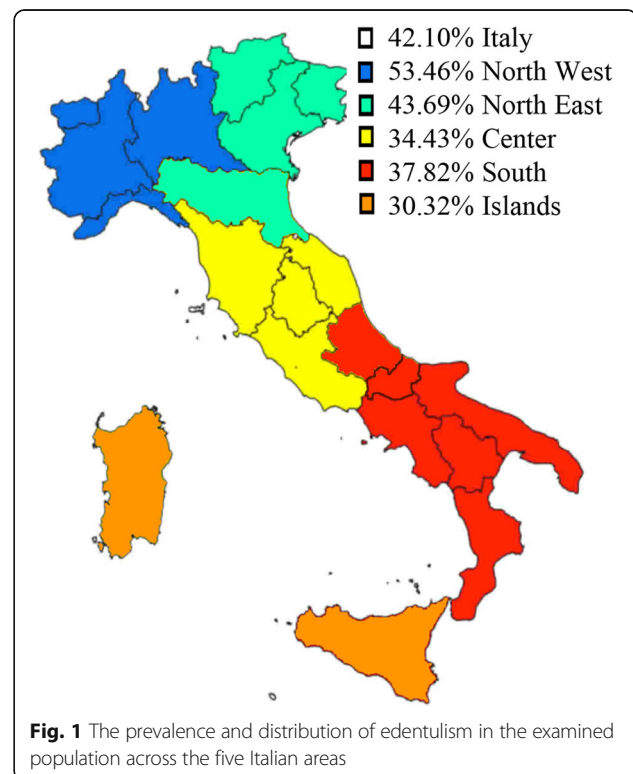 42.10% Italy
53.46% North West
43.69% North East
34.43% Center
37.82% South
30.32% Islands
Fig. 1 The prevalence and distribution of edentulism in the examined
population across the five Italian areas